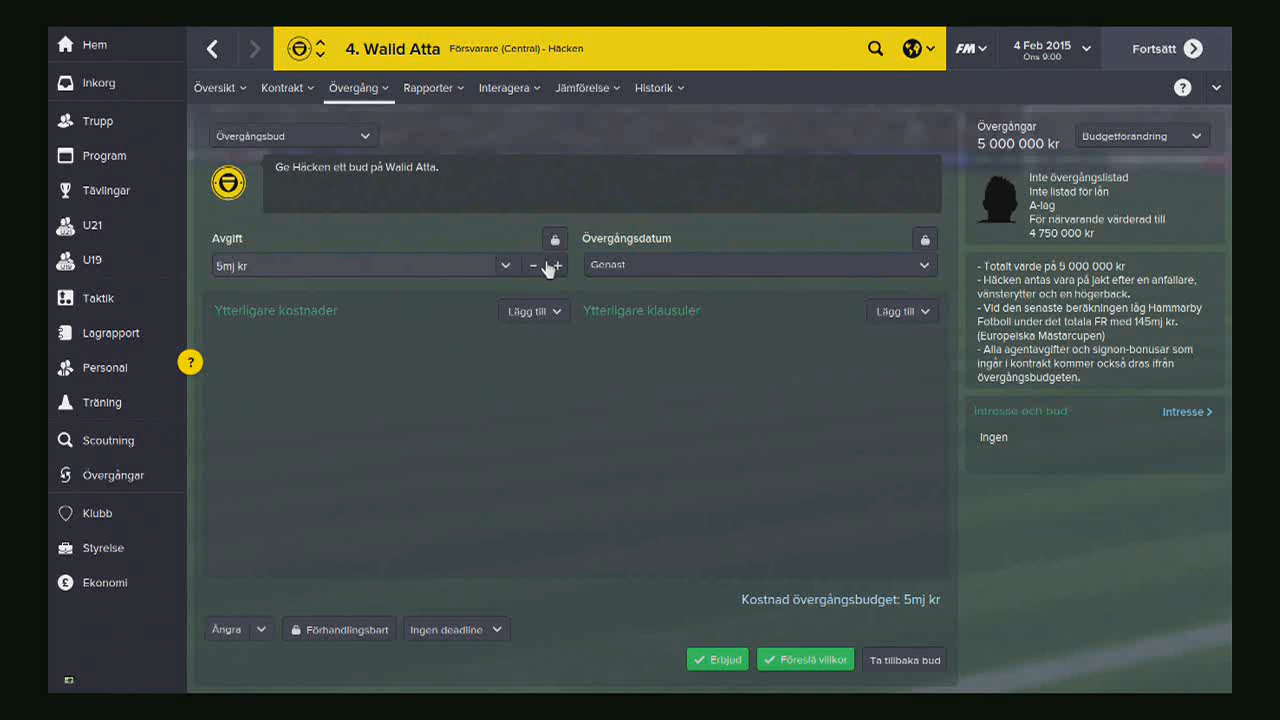 Hem
Inkorg
Trupp
Program
Tävlingar
U21
U19
Taktik
Lagrapport
Personal
Träning
Scoutning
Övergångar
Klubb
Styrelse
Ekonomi
4. Walid Atta Försvarare (Central) - Häcken
FM
4 Feb 2015
Ons 9:00
Fortsätt
Översikt Kontrakt Övergång Rapporter Interagera Jämförelse Historik
?
Övergångsbud
Ge Häcken ett bud på Walid Atta.
Avgift
5mj kr
Övergångsdatum
Genast
Ytterligare kostnader
Lägg till
Ytterligare klausuler
Lägg till
?
Kostnad övergångsbudget: 5mj kr
Ångra
Förhandlingsbart
Ingen deadline
Erbjud
Föreslå villkor
Ta tillbaka bud
Övergångar
5 000 000 kr
Budgetförändring
Inte övergångslistad
Inte listad för lån
A-lag
För närvarande värderad till
4 750 000 kr
- Totalt värde på 5 000 000 kr
- Häcken antas vara på jakt efter en anfallare,
vänsterytter och en högerback.
- Vid den senaste beräkningen låg Hammarby
Fotboll under det totala FR med 145mj kr.
(Europeiska Mästarcupen)
- Alla agentavgifter och signon-bonusar som
ingår i kontrakt kommer också dras ifrån
övergångsbudgeten.
Intresse och bud
Intresse
Ingen